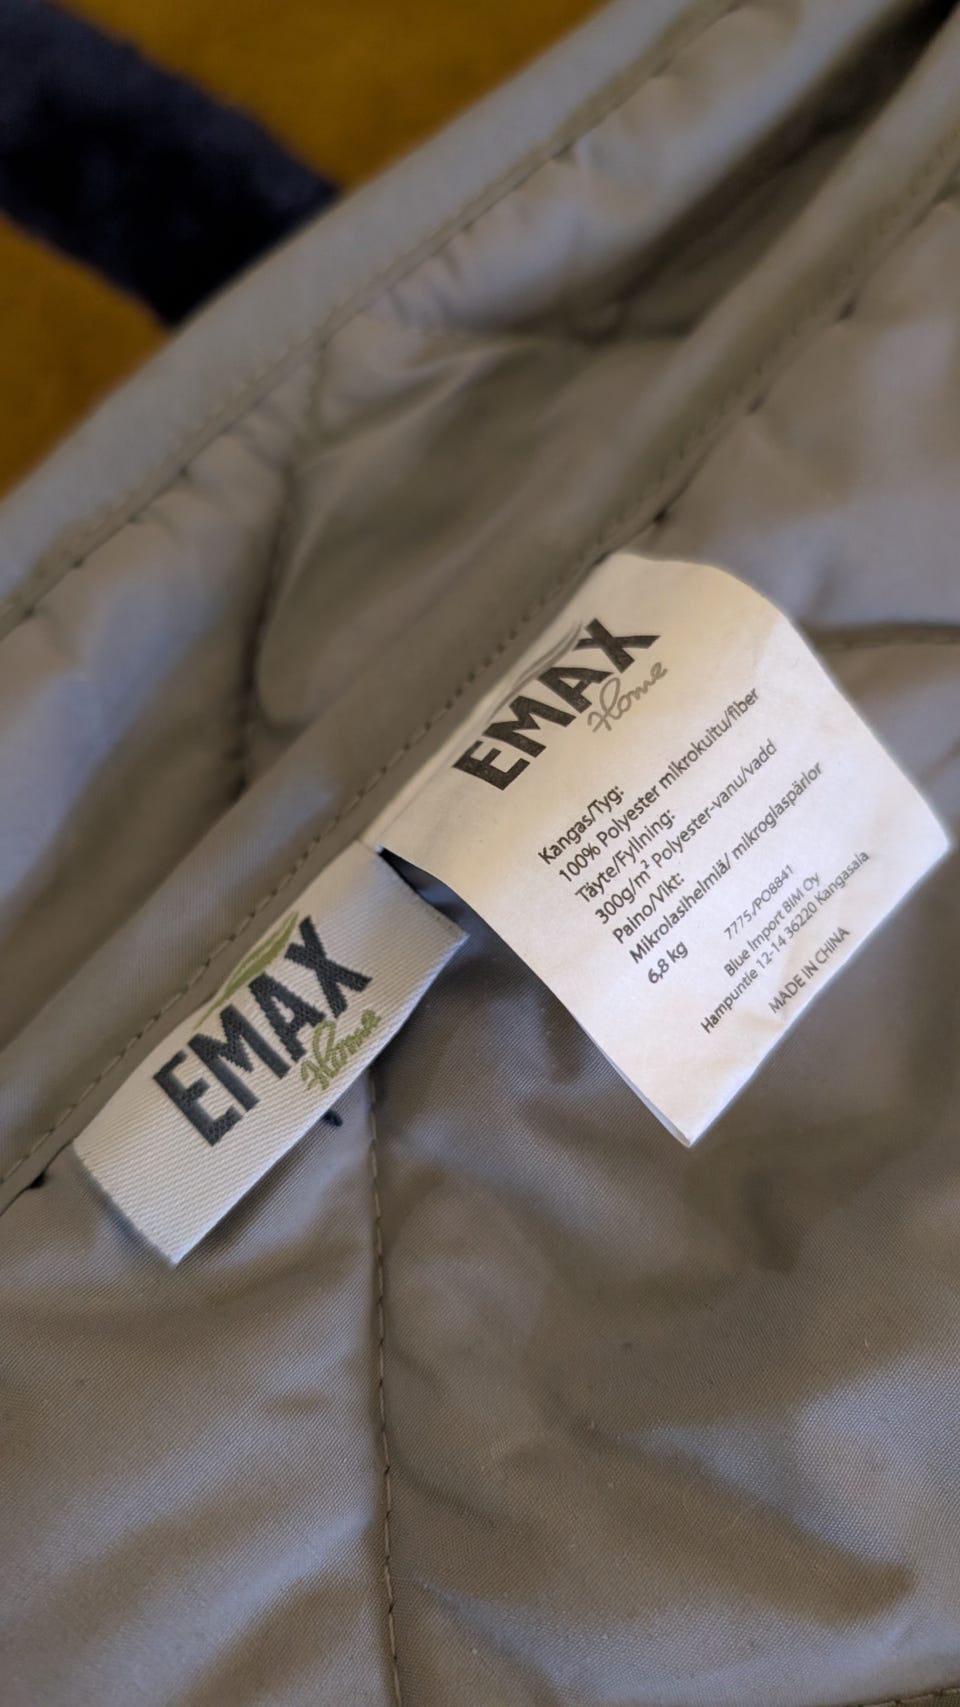 EMAX
Home
Kangas/Tyg:
100% Polyester mikrokuitu/fiber
Täyte/Fyllning:
300g/m² Polyester-vanu/vadd
Paino/Vikt:
Mikrolasihelmiä/ mikroglaspärlor
6,8 kg
7775./PO8841
Blue Import BIM Oy
Hampuntie 12-14 36220 Kangasala
MADE IN CHINA
EMAX
Home